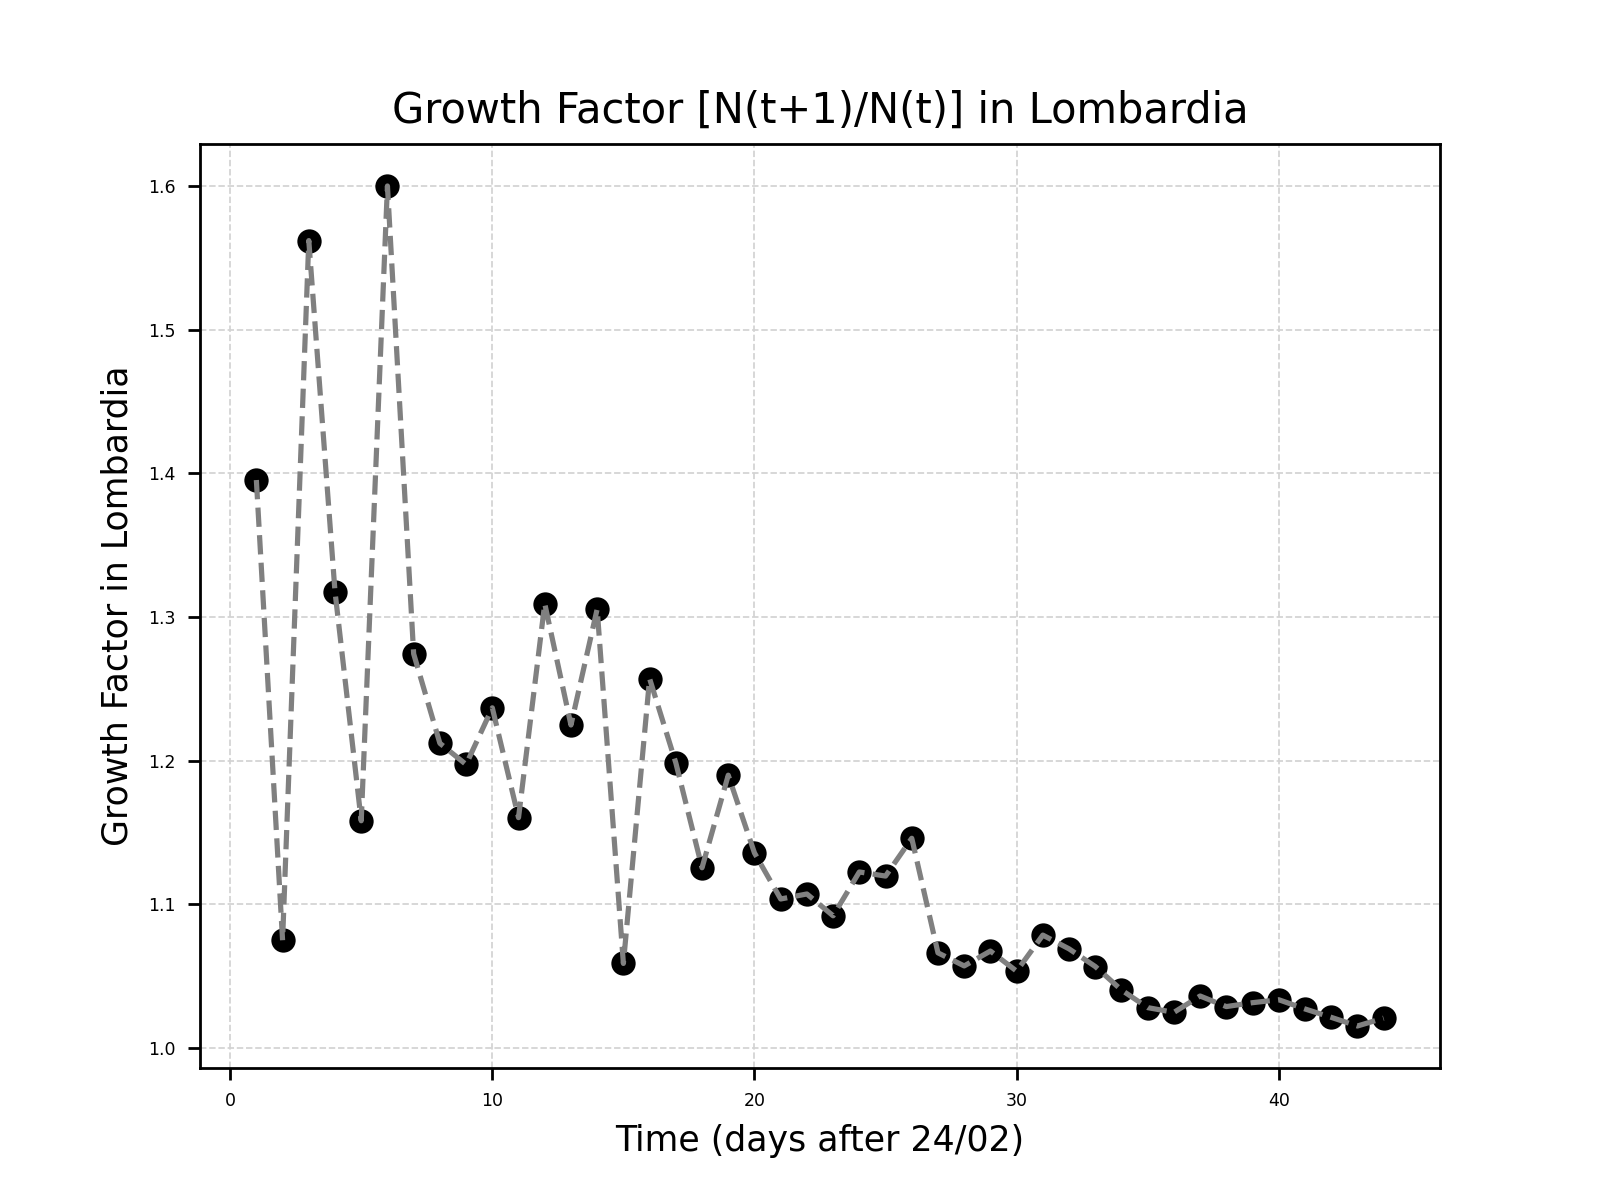 Growth Factor [N(t+1)/N(t)] in Lombardia
Growth Factor in Lombardia
1.6
1.5
1.4
1.3
1.2
1.1
1.0
0 10 20 30 40
Time (days after 24/02)